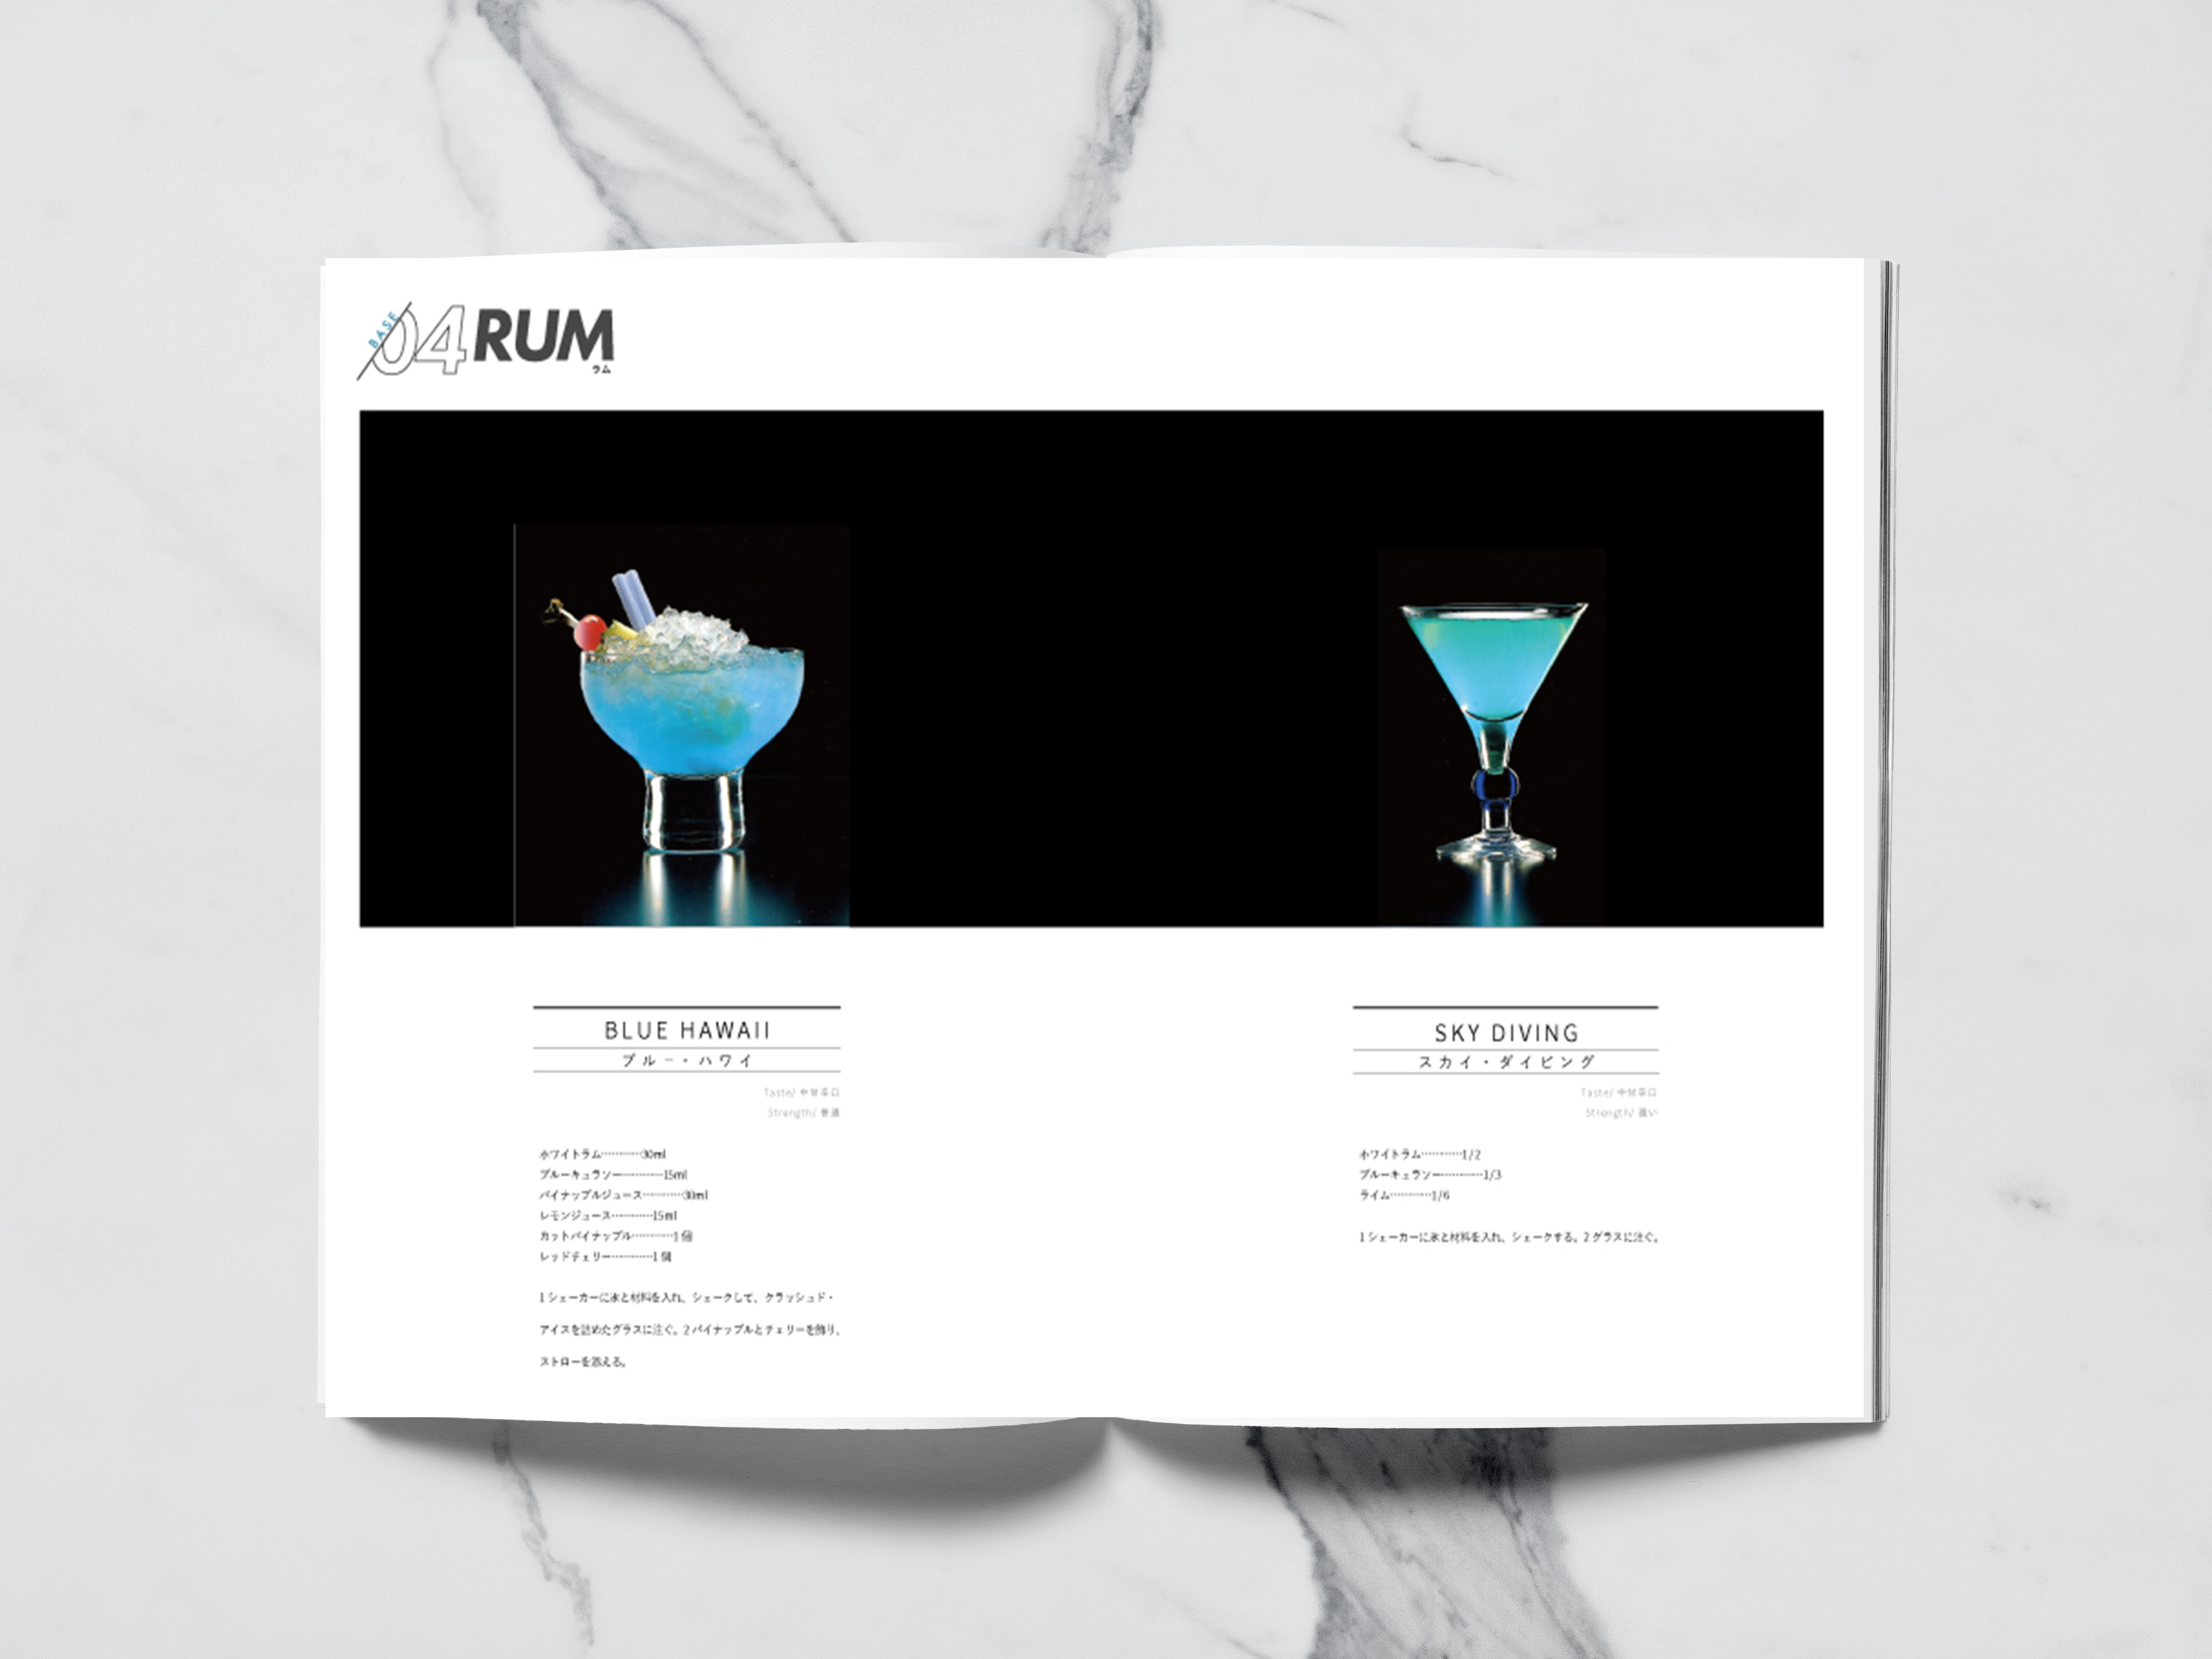 BASE
04 RUM
ラム
BLUE HAWAII
ブルー・ハワイ
Taste/ 中甘辛口
Strength/ 普通
ホワイトラム…………30ml
ブルーキュラソー…………15ml
パイナップルジュース…………30ml
レモンジュース…………15ml
カットパイナップル…………1 個
レッドチェリー…………1 個
1 シェーカーに氷と材料を入れ、シェークして、クラッシュド・
アイスを詰めたグラスに注ぐ。2 パイナップルとチェリーを飾り、
ストローを添える。
SKY DIVING
スカイ・ダイビング
Taste/ 中甘辛口
Strength/ 強い
ホワイトラム…………1/2
ブルーキュラソー…………1/3
ライム…………1/6
1 シェーカーに氷と材料を入れ、シェークする。2 グラスに注ぐ。